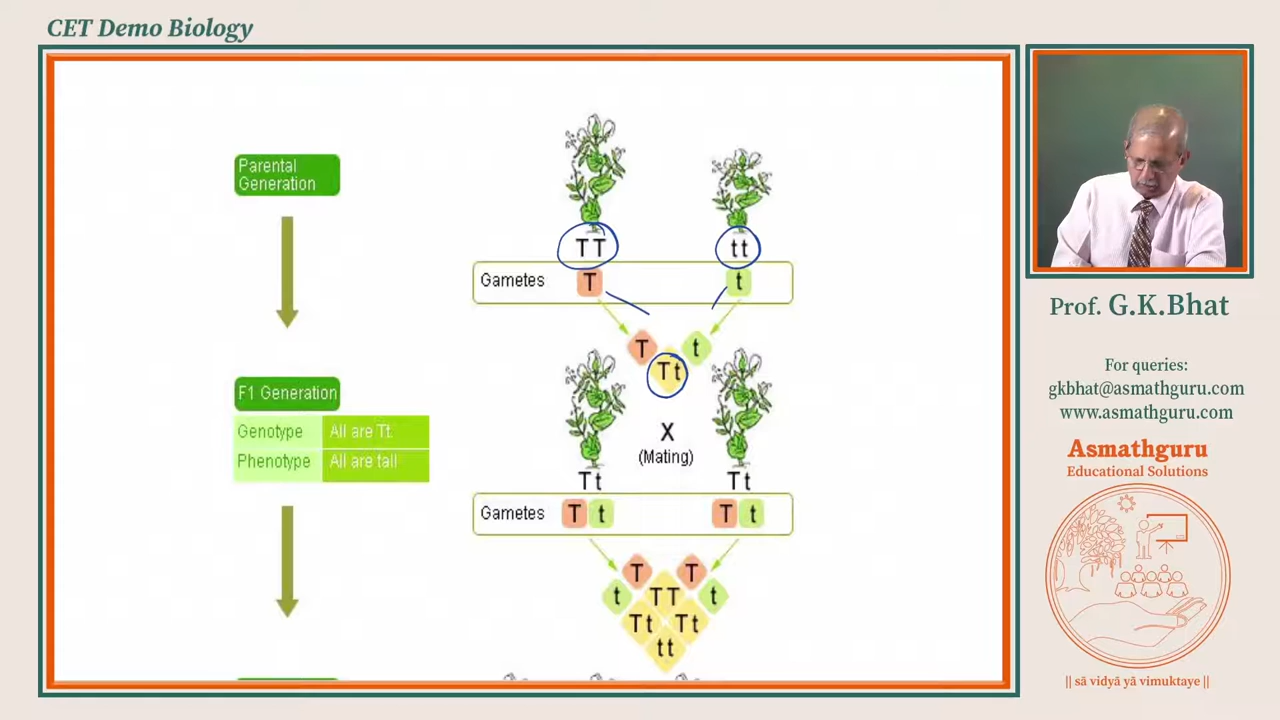 CET Demo Biology
Parental
Generation
TT
tt
Gametes
T
t
T
t
Tt
F1 Generation
Genotype
All are Tt
Phenotype
All are tall
X
(Mating)
Tt
Tt
Gametes
T t
T t
T
T
t
TT
t
Tt
Tt
tt
Prof. G.K.Bhat
For queries:
gkbhat@asmathguru.com
www.asmathguru.com
Asmathguru
Educational Solutions
|| sā vidyā yā vimuktaye ||